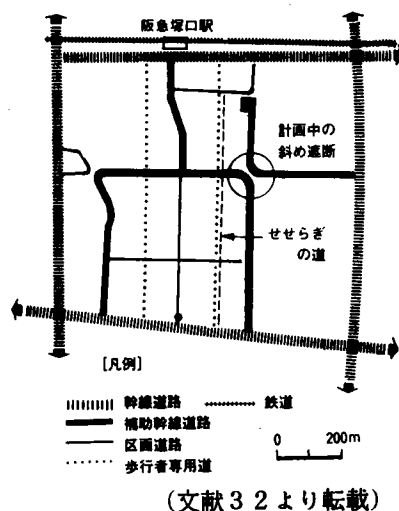 阪急塚口駅
計画中の
斜め遮断
せせらぎ
の道
[凡例]
幹線道路
鉄道
補助幹線道路
区画道路
歩行者専用道
0 200m
(文献32より転載)